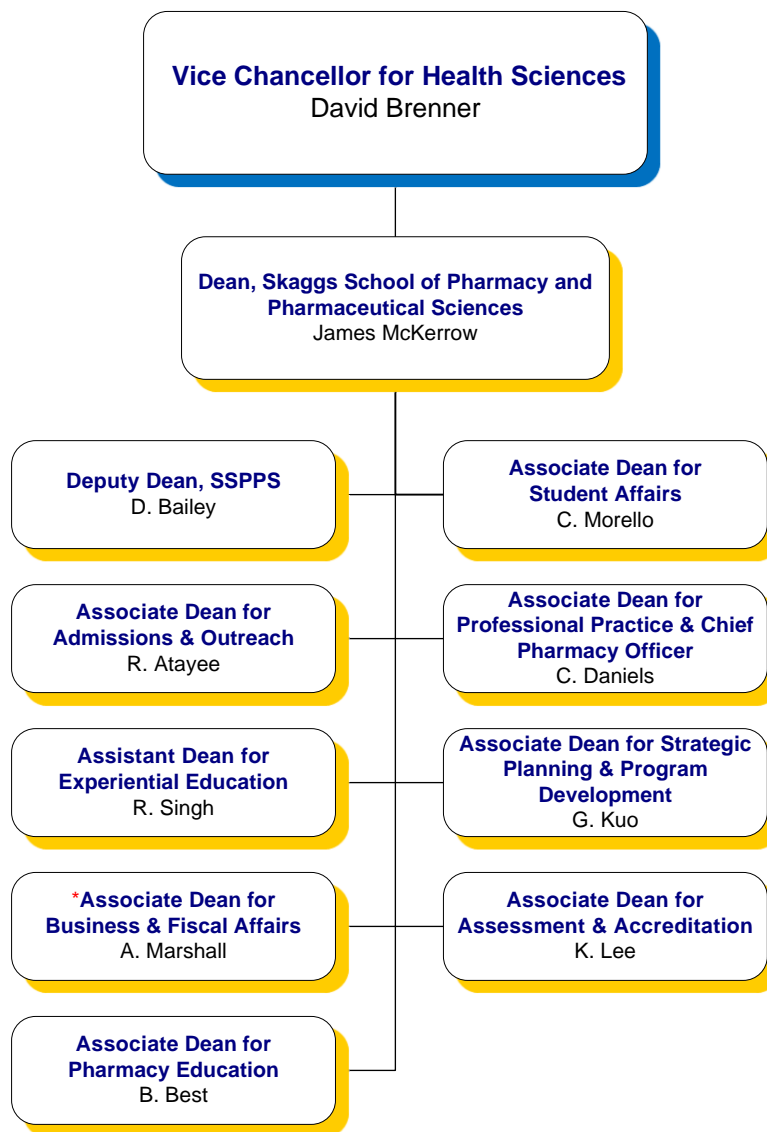 Vice Chancellor for Health Sciences
David Brenner
Dean, Skaggs School of Pharmacy and
Pharmaceutical Sciences
James McKerrow
Deputy Dean, SSPPS
D. Bailey
Associate Dean for
Student Affairs
C. Morello
Associate Dean for
Admissions & Outreach
R. Atayee
Associate Dean for
Professional Practice & Chief
Pharmacy Officer
C. Daniels
Assistant Dean for
Experiential Education
R. Singh
Associate Dean for Strategic
Planning & Program
Development
G. Kuo
*Associate Dean for
Business & Fiscal Affairs
A. Marshall
Associate Dean for
Assessment & Accreditation
K. Lee
Associate Dean for
Pharmacy Education
B. Best